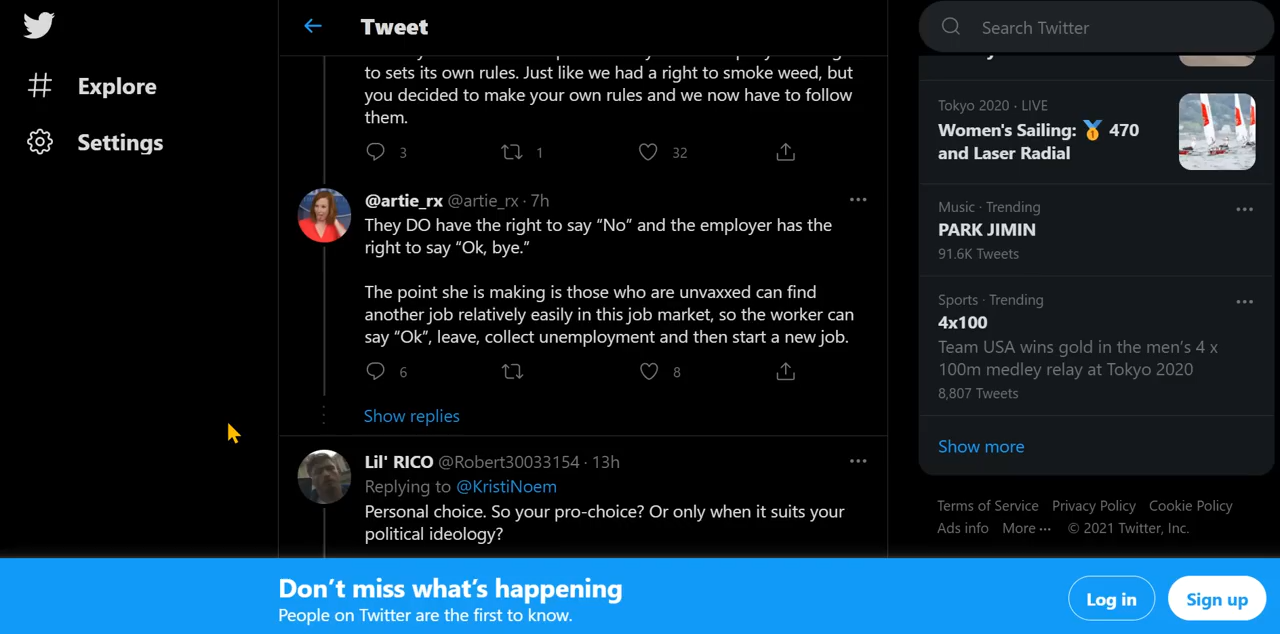 Explore
Settings
Tweet
to sets its own rules. Just like we had a right to smoke weed, but
you decided to make your own rules and we now have to follow
them.
3
1
32
@artie_rx @artie_rx · 7h
They DO have the right to say “No” and the employer has the
right to say “Ok, bye.”
The point she is making is those who are unvaxxed can find
another job relatively easily in this job market, so the worker can
say “Ok”, leave, collect unemployment and then start a new job.
6
8
Show replies
Lil' RICO @Robert30033154 · 13h
Replying to @KristiNoem
Personal choice. So your pro-choice? Or only when it suits your
political ideology?
Search Twitter
Tokyo 2020 · LIVE
Women's Sailing: 🥇 470
and Laser Radial
Music · Trending
PARK JIMIN
91.6K Tweets
Sports · Trending
4x100
Team USA wins gold in the men’s 4 x
100m medley relay at Tokyo 2020
8,807 Tweets
Show more
Terms of Service Privacy Policy Cookie Policy
Ads info More ··· © 2021 Twitter, Inc.
Don’t miss what’s happening
People on Twitter are the first to know.
Log in
Sign up